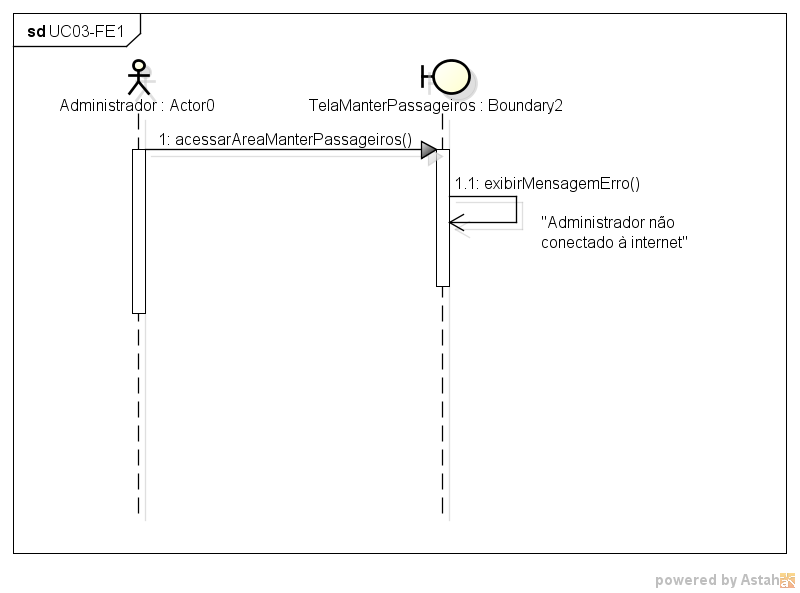 sd UC03-FE1
Administrador : Actor0
TelaManterPassageiros : Boundary2
1: acessarAreaManterPassageiros()
1.1: exibirMensagemErro()
"Administrador não
conectado à internet"
powered by Astah